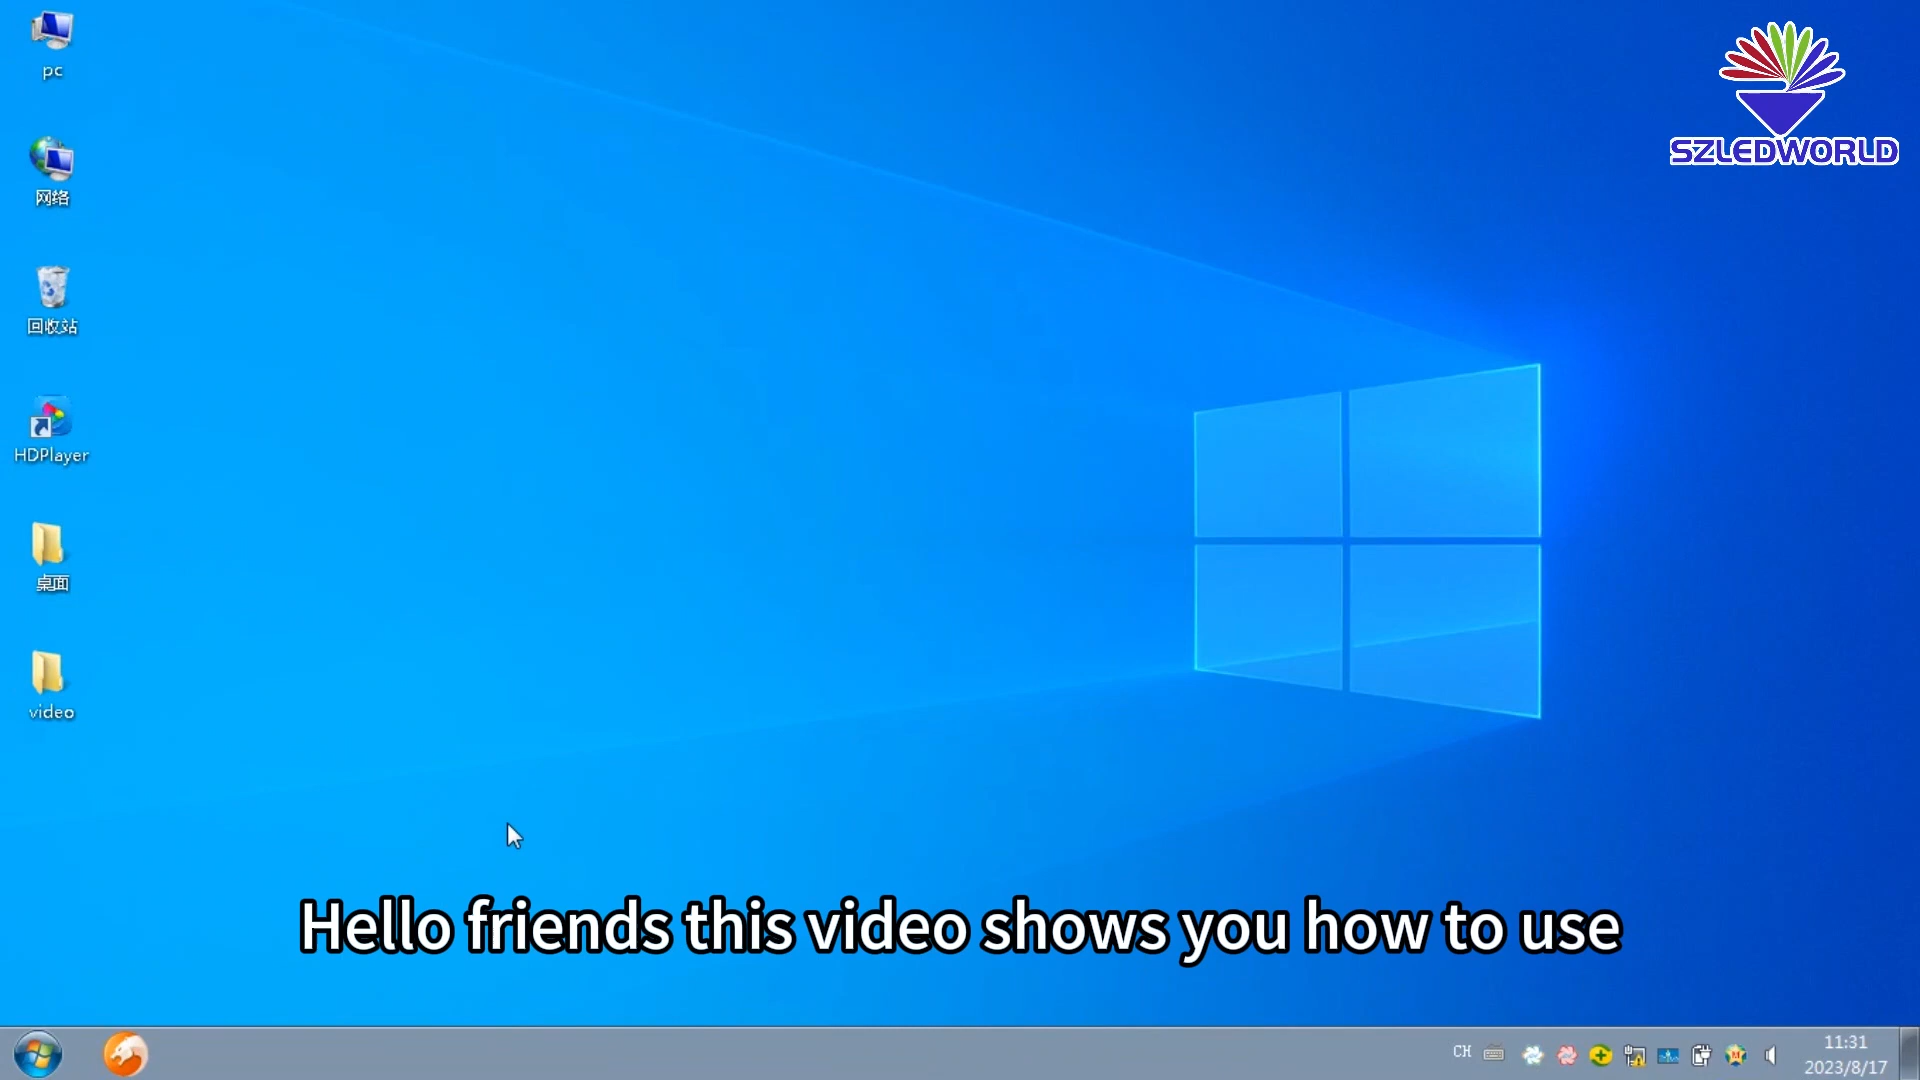 pc
网络
回收站
HDPlayer
桌面
video
SZLEDWORLD
Hello friends this video shows you how to use
CH
11:31
2023/8/17